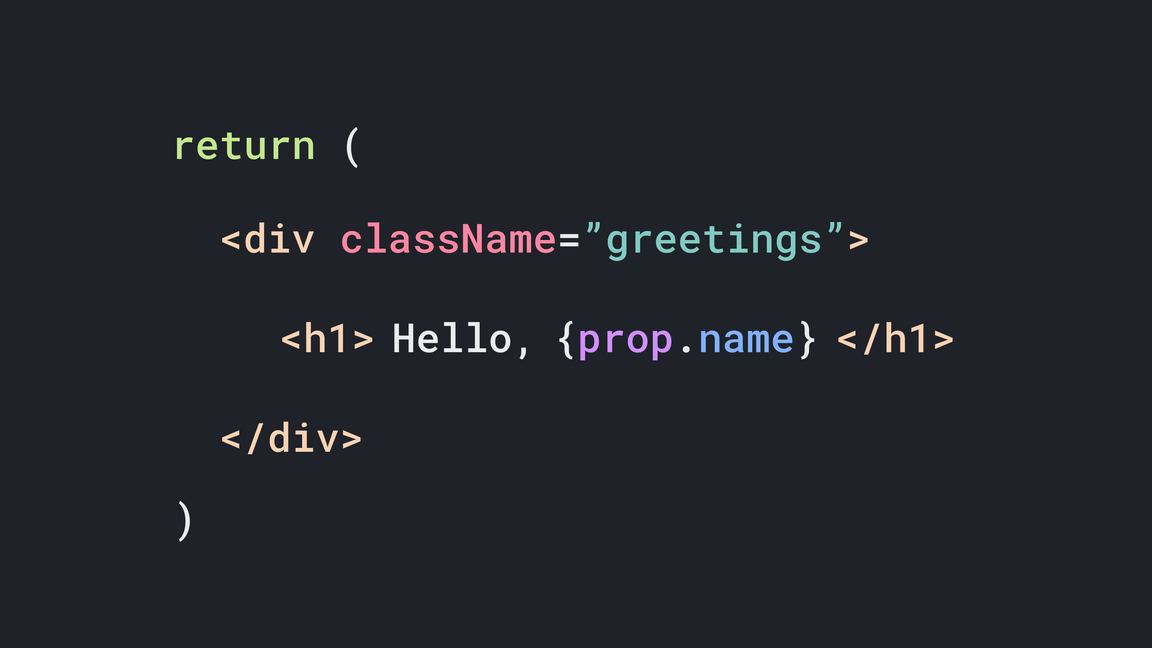 return (
<div className=”greetings”>
<h1> Hello, {prop.name} </h1>
</div>
)